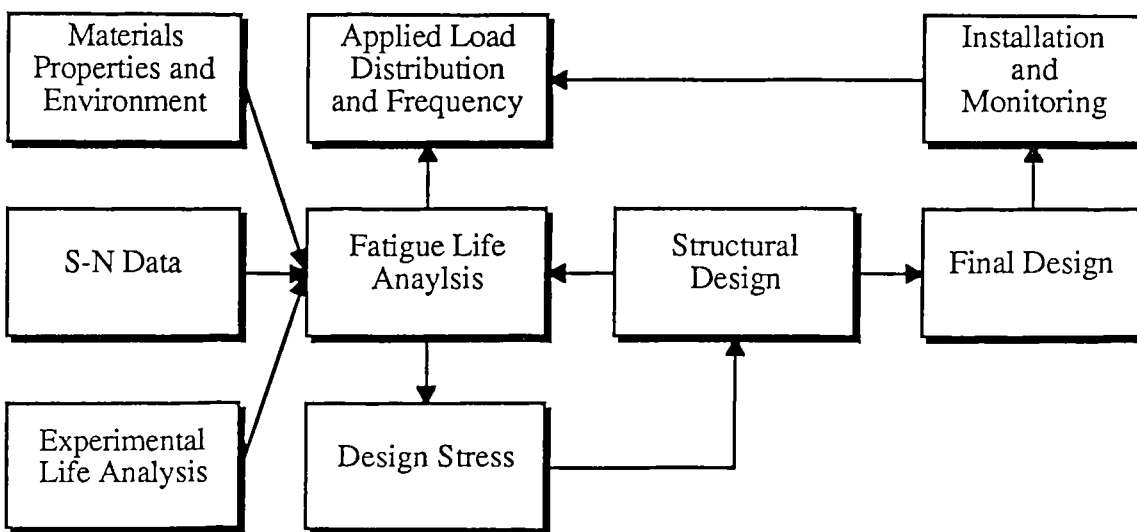 Materials
Properties and
Environment
Applied Load
Distribution
and Frequency
Installation
and
Monitoring
S-N Data
Fatigue Life
Anaylsis
Structural
Design
Final Design
Experimental
Life Analysis
Design Stress